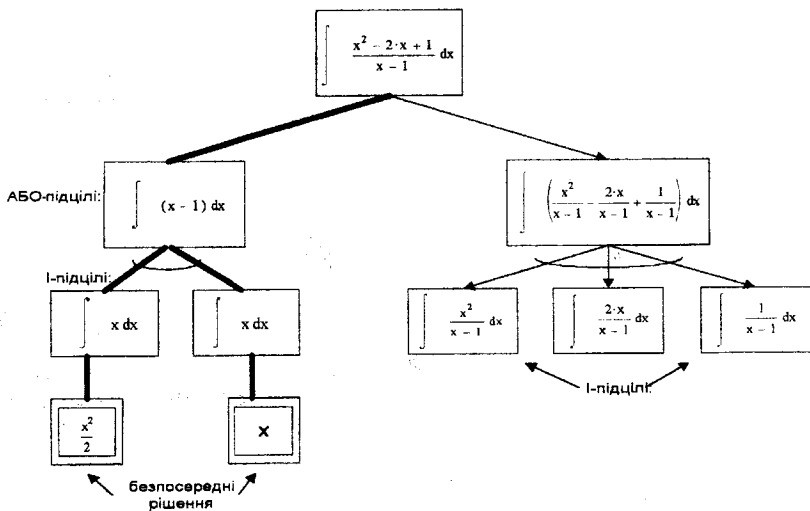 ∫ (x² − 2·x + 1)/(x − 1) dx
АБО-підцілі:
∫ (x − 1) dx
∫ (x²/(x − 1) − 2·x/(x − 1) + 1/(x − 1)) dx
І-підцілі:
∫ x dx
∫ x dx
∫ x²/(x − 1) dx
∫ 2·x/(x − 1) dx
∫ 1/(x − 1) dx
І-підцілі:
x²/2
x
безпосередні
рішення